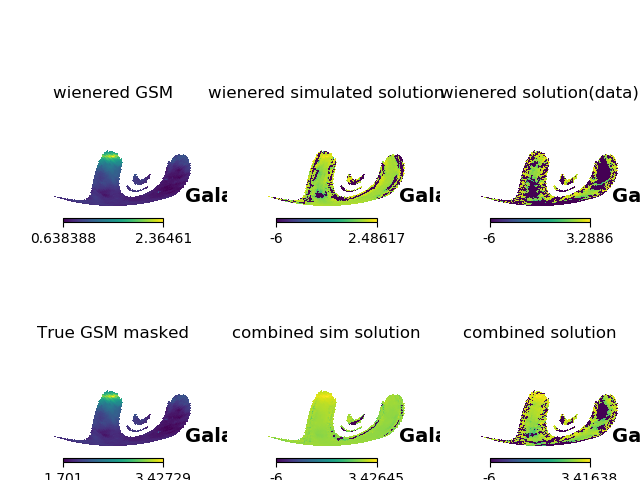 wienered GSM wienered simulated solution wienered solution(data)
Gala Gala Ga
0.638388 2.36461 -6 2.48617 -6 3.2886
True GSM masked combined sim solution combined solution
Gala Gala Ga
1.701 3.42729 -6 3.42645 -6 3.41638